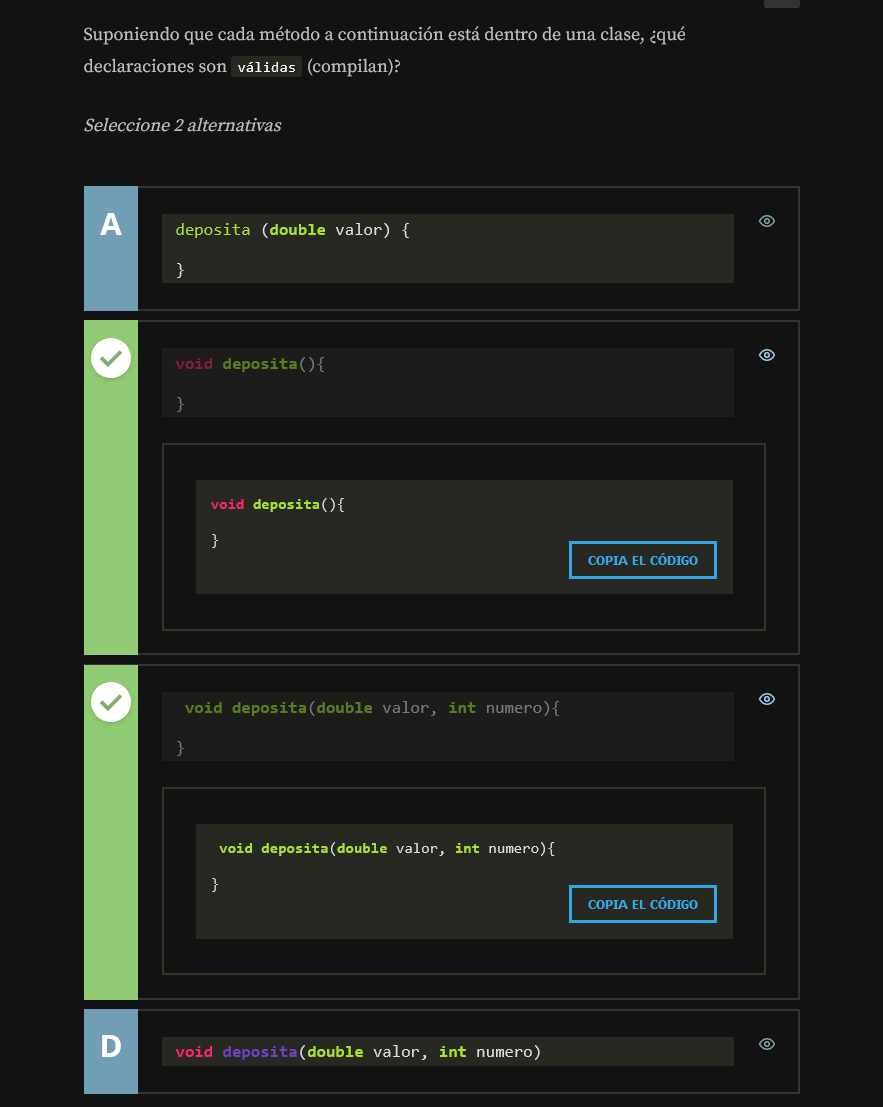 Suponiendo que cada método a continuación está dentro de una clase, ¿qué
declaraciones son válidas (compilan)?
Seleccione 2 alternativas
A
deposita (double valor) {
}
void deposita(){
}
void deposita(){
}
COPIA EL CÓDIGO
void deposita(double valor, int numero){
}
void deposita(double valor, int numero){
}
COPIA EL CÓDIGO
D
void deposita(double valor, int numero)